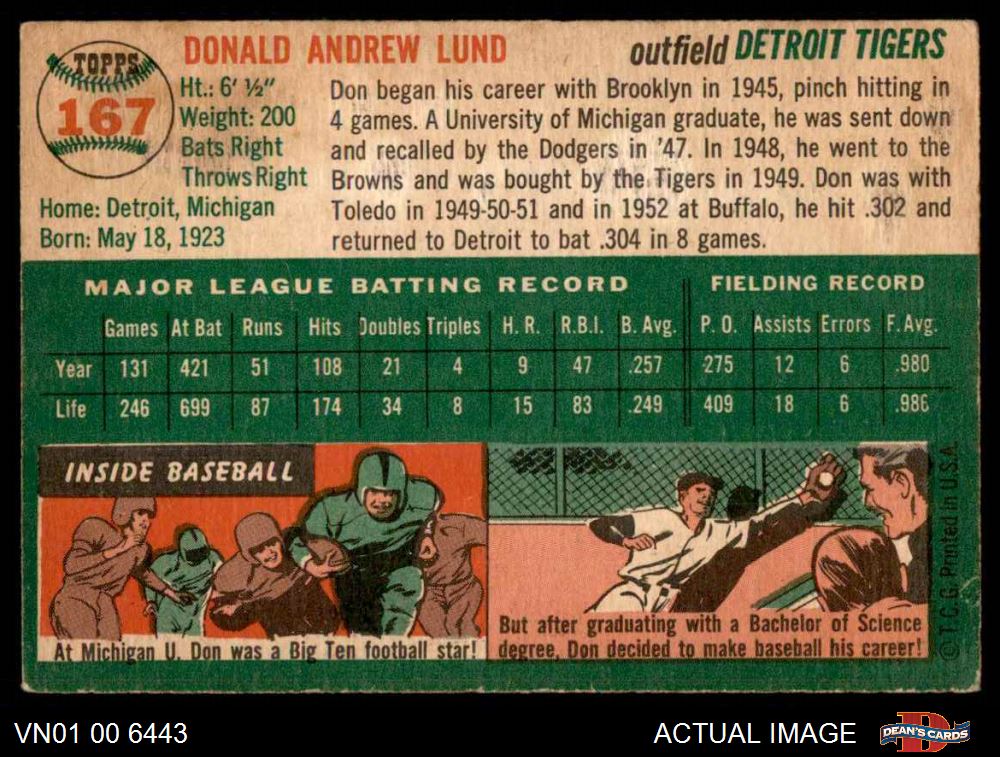 TOPPS
167
DONALD ANDREW LUND
outfield DETROIT TIGERS
Ht.: 6' ½"
Weight: 200
Bats Right
Throws Right
Home: Detroit, Michigan
Born: May 18, 1923
Don began his career with Brooklyn in 1945, pinch hitting in
4 games. A University of Michigan graduate, he was sent down
and recalled by the Dodgers in '47. In 1948, he went to the
Browns and was bought by the Tigers in 1949. Don was with
Toledo in 1949-50-51 and in 1952 at Buffalo, he hit .302 and
returned to Detroit to bat .304 in 8 games.
MAJOR LEAGUE BATTING RECORD FIELDING RECORD
Games At Bat Runs Hits Doubles Triples H. R. R.B.I. B. Avg. P. O. Assists Errors F. Avg.
Year 131 421 51 108 21 4 9 47 .257 275 12 6 .980
Life 246 699 87 174 34 8 15 83 .249 409 18 6 .986
INSIDE BASEBALL
At Michigan U. Don was a Big Ten football star!
But after graduating with a Bachelor of Science
degree, Don decided to make baseball his career!
© T.C.G. Printed in U.S.A.
VN01 00 6443
ACTUAL IMAGE
D
DEAN'S CARDS